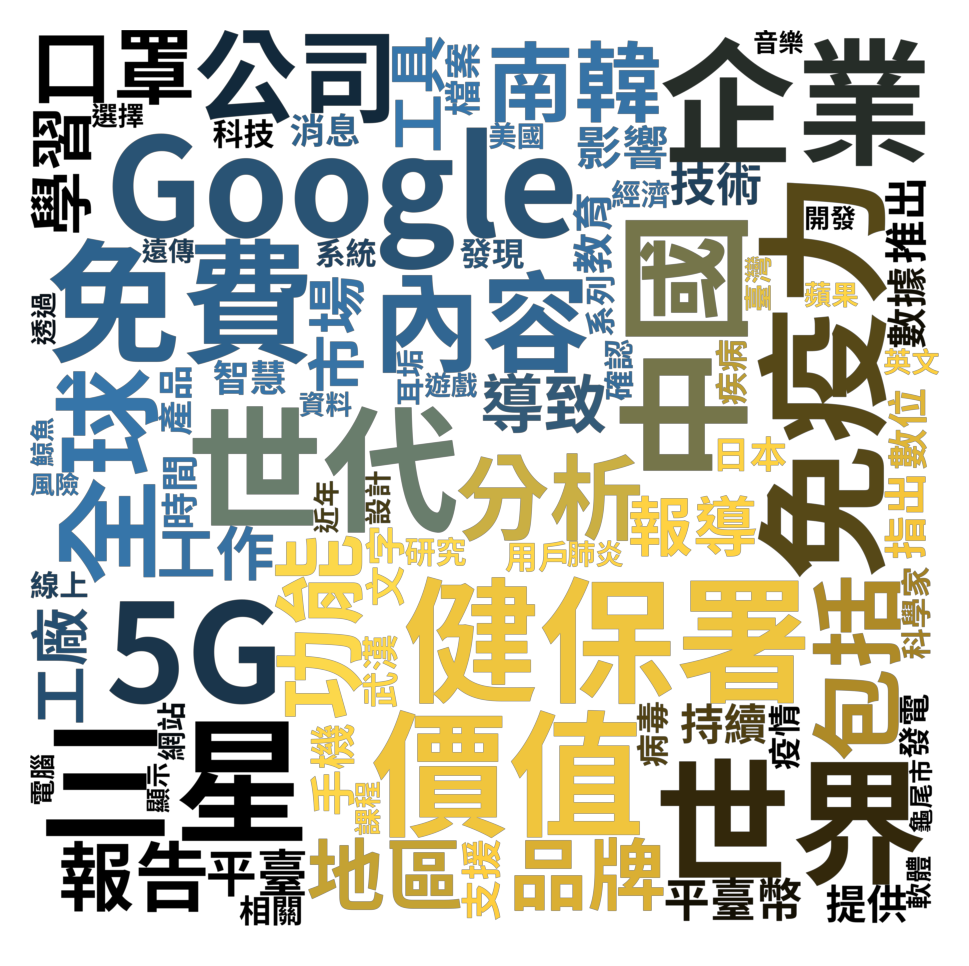 口罩
公司
工具
檔案
南韓
音樂
企業
學習
選擇
科技
消息
美國
影響
Google
技術
經濟
遠傳
系統
發現
教育
系列
中國
開發
推出
免疫力
數據
透過
免費
市場
內容
臺灣
蘋果
英文
智慧
產品
資料
耳垢
遊戲
導致
確認
疾病
全球
鯨魚
風險
時間
世代
近年
設計
分析
日本
數位
指出
工作
功能
文字
研究
用戶
肺炎
報導
線上
工廠
5G
武漢
健保署
包括
科學家
三星
網站
電腦
顯示
手機
課程
價值
病毒
持續
疫情
發電
世界
龜尾市
報告
平臺
相關
地區
支援
品牌
平臺幣
提供
軟體